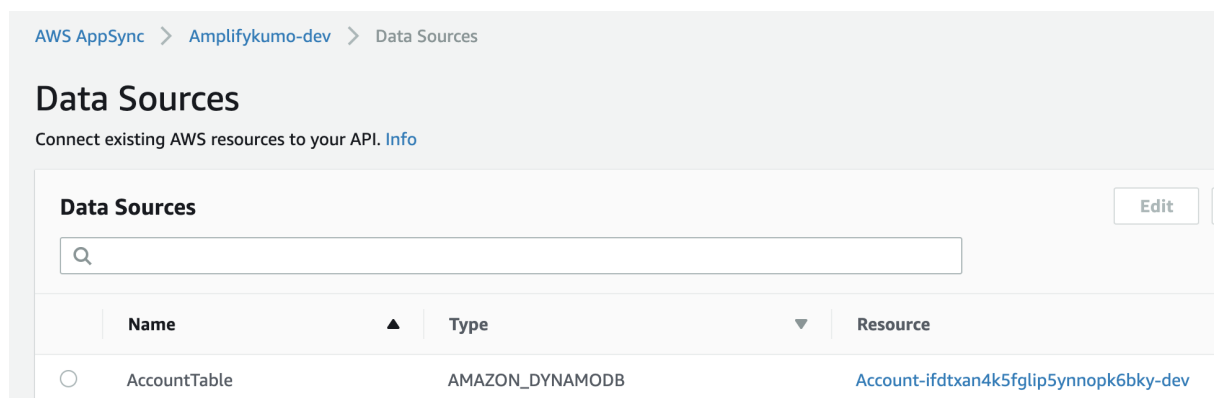 AWS AppSync > Amplifykumo-dev > Data Sources
Data Sources
Connect existing AWS resources to your API. Info
Data Sources Edit
Name Type Resource
AccountTable AMAZON_DYNAMODB Account-ifdtxan4k5fglip5ynnopk6bky-dev